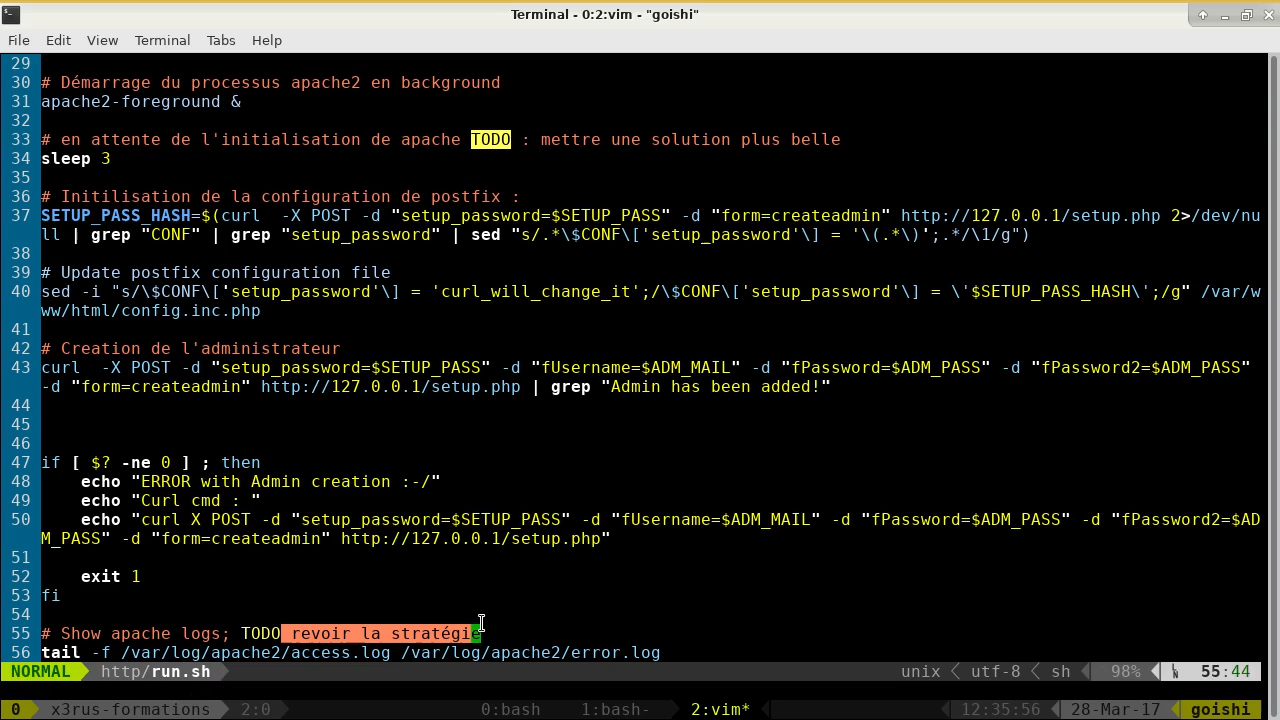 Terminal - 0:2:vim - "goishi"
File Edit View Terminal Tabs Help
29
30 # Démarrage du processus apache2 en background
31 apache2-foreground &
32
33 # en attente de l'initialisation de apache TODO : mettre une solution plus belle
34 sleep 3
35
36 # Initilisation de la configuration de postfix :
37 SETUP_PASS_HASH=$(curl  -X POST -d "setup_password=$SETUP_PASS" -d "form=createadmin" http://127.0.0.1/setup.php 2>/dev/nu
ll | grep "CONF" | grep "setup_password" | sed "s/.*\$CONF\['setup_password'\] = '\(.*\)';.*/\1/g")
38
39 # Update postfix configuration file
40 sed -i "s/\$CONF\['setup_password'\] = 'curl_will_change_it';/\$CONF\['setup_password'\] = \'$SETUP_PASS_HASH\';/g" /var/w
ww/html/config.inc.php
41
42 # Creation de l'administrateur
43 curl  -X POST -d "setup_password=$SETUP_PASS" -d "fUsername=$ADM_MAIL" -d "fPassword=$ADM_PASS" -d "fPassword2=$ADM_PASS"
-d "form=createadmin" http://127.0.0.1/setup.php | grep "Admin has been added!"
44
45
46
47 if [ $? -ne 0 ] ; then
48     echo "ERROR with Admin creation :-/"
49     echo "Curl cmd : "
50     echo "curl X POST -d "setup_password=$SETUP_PASS" -d "fUsername=$ADM_MAIL" -d "fPassword=$ADM_PASS" -d "fPassword2=$AD
M_PASS" -d "form=createadmin" http://127.0.0.1/setup.php"
51
52     exit 1
53 fi
54
55 # Show apache logs; TODO revoir la stratégie
56 tail -f /var/log/apache2/access.log /var/log/apache2/error.log
NORMAL http/run.sh unix utf-8 sh 98% 55:44
0 x3rus-formations 2:0 0:bash 1:bash- 2:vim* 12:35:56 28-Mar-17 goishi